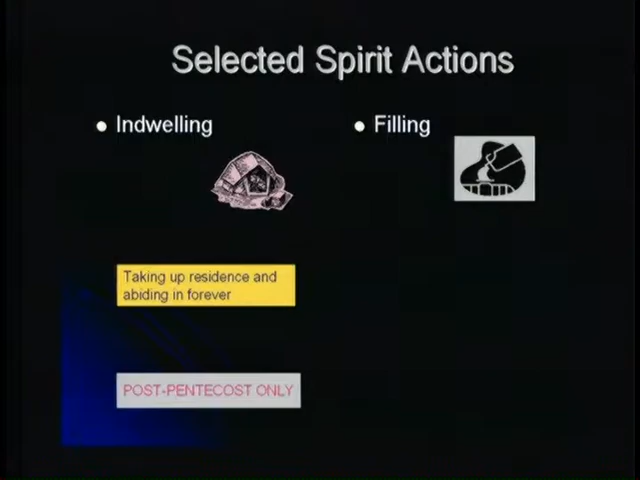 Selected Spirit Actions
Indwelling
Filling
Taking up residence and
abiding in forever
POST-PENTECOST ONLY